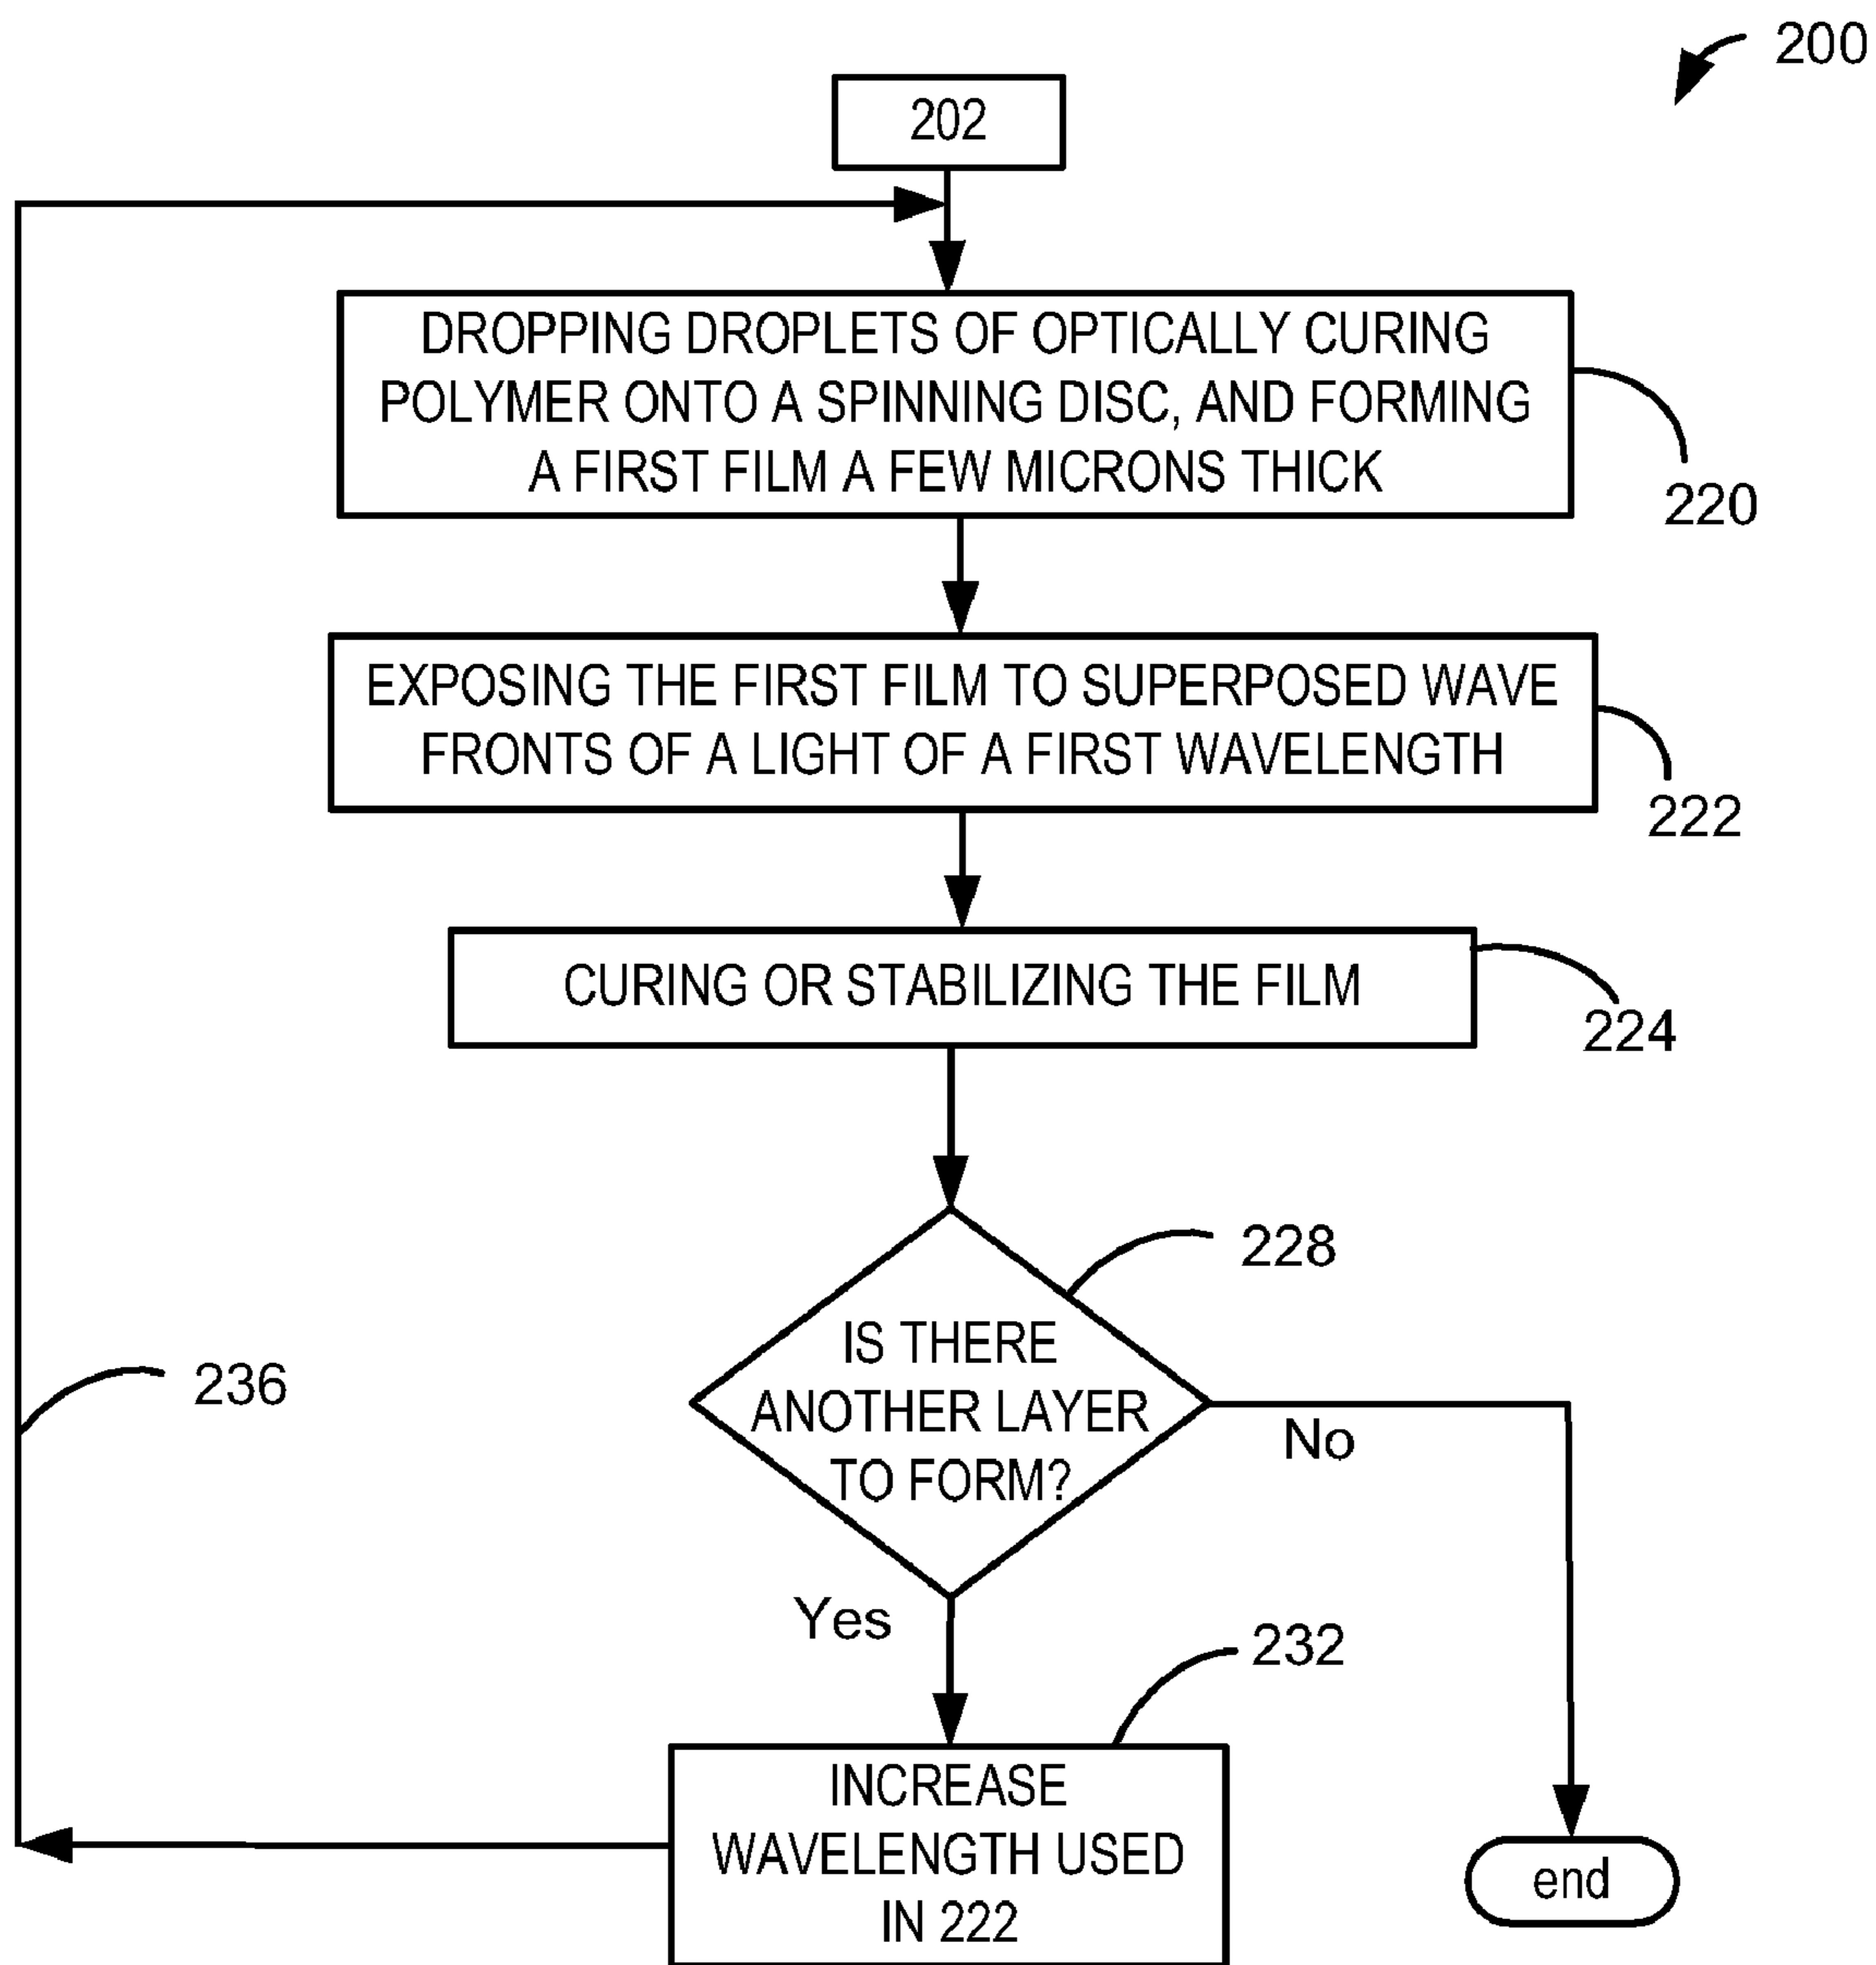 200
202
DROPPING DROPLETS OF OPTICALLY CURING
POLYMER ONTO A SPINNING DISC, AND FORMING
A FIRST FILM A FEW MICRONS THICK
220
EXPOSING THE FIRST FILM TO SUPERPOSED WAVE
FRONTS OF A LIGHT OF A FIRST WAVELENGTH
222
CURING OR STABILIZING THE FILM
224
228
IS THERE
ANOTHER LAYER
TO FORM?
236
No
Yes
232
INCREASE
WAVELENGTH USED
IN 222
end